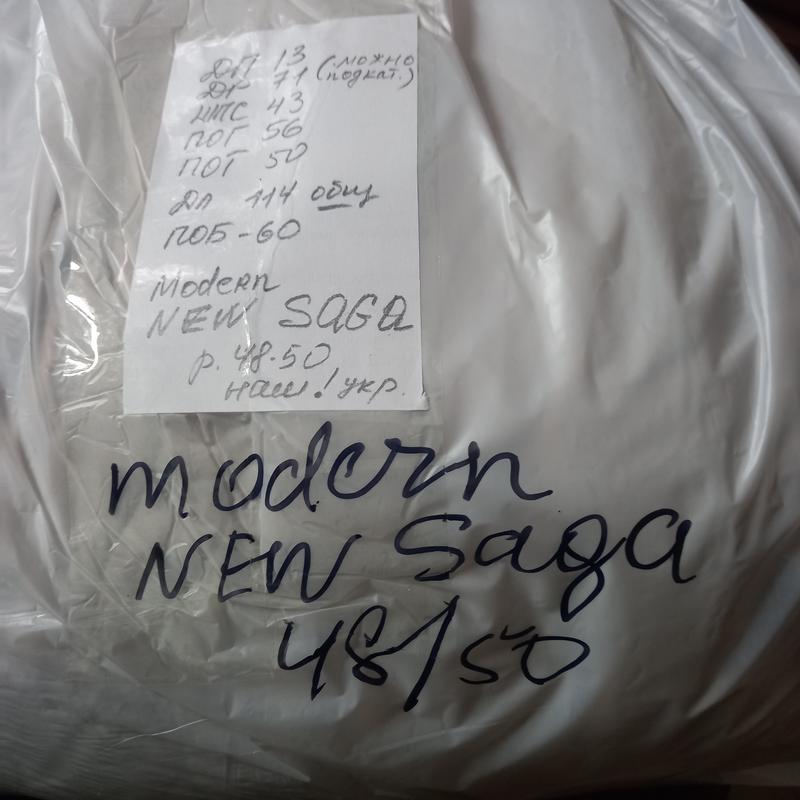 ДП 13
ДР 71 (можно подкат.)
ШМС 43
ПОГ 56
ПОТ 50
Дл 114 общ
ПОБ-60
Modern
NEW SAGA
р. 48-50
наш! укр.
modern
NEW Saga
48/50